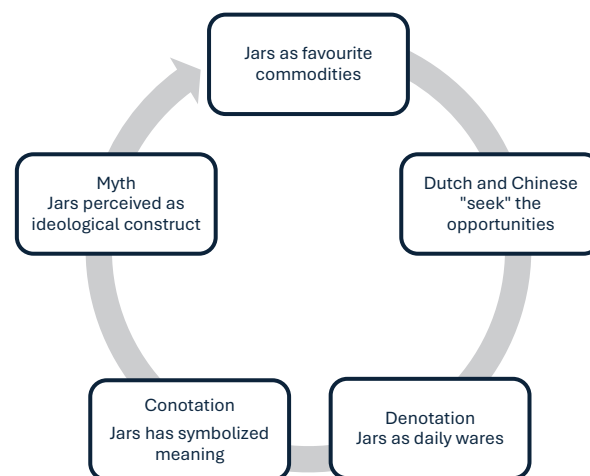 Jars as favourite
commodities
Dutch and Chinese
"seek" the
opportunities
Denotation
Jars as daily wares
Conotation
Jars has symbolized
meaning
Myth
Jars perceived as
ideological construct